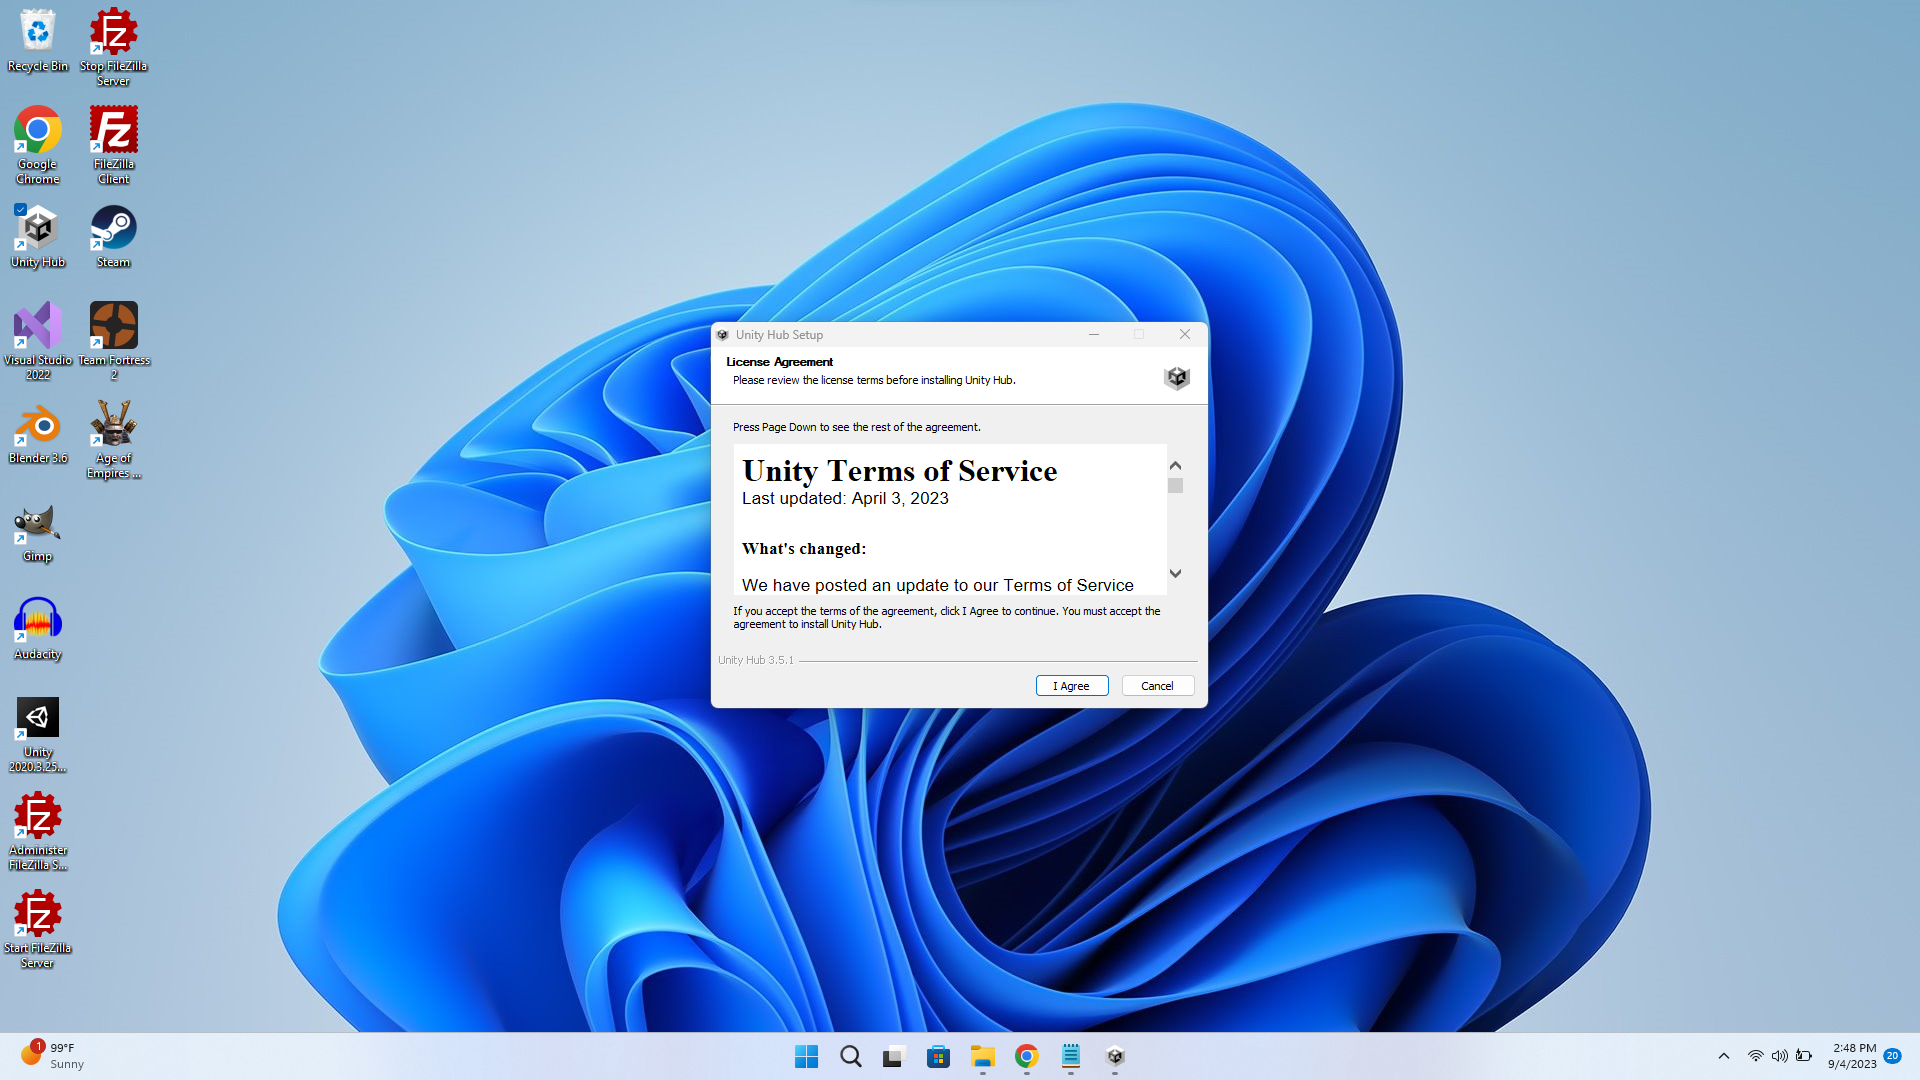 Recycle Bin
Stop FileZilla
Server
Google
Chrome
FileZilla
Client
Unity Hub
Steam
Visual Studio
2022
Team Fortress
2
Blender 3.6
Age of
Empires ...
Gimp
Audacity
Unity
2020.3.25...
Administer
FileZilla S...
Start FileZilla
Server
Unity Hub Setup
License Agreement
Please review the license terms before installing Unity Hub.
Press Page Down to see the rest of the agreement.
Unity Terms of Service
Last updated: April 3, 2023
What's changed:
We have posted an update to our Terms of Service
If you accept the terms of the agreement, click I Agree to continue. You must accept the
agreement to install Unity Hub.
Unity Hub 3.5.1
I Agree
Cancel
1
99°F
Sunny
2:48 PM
9/4/2023
20